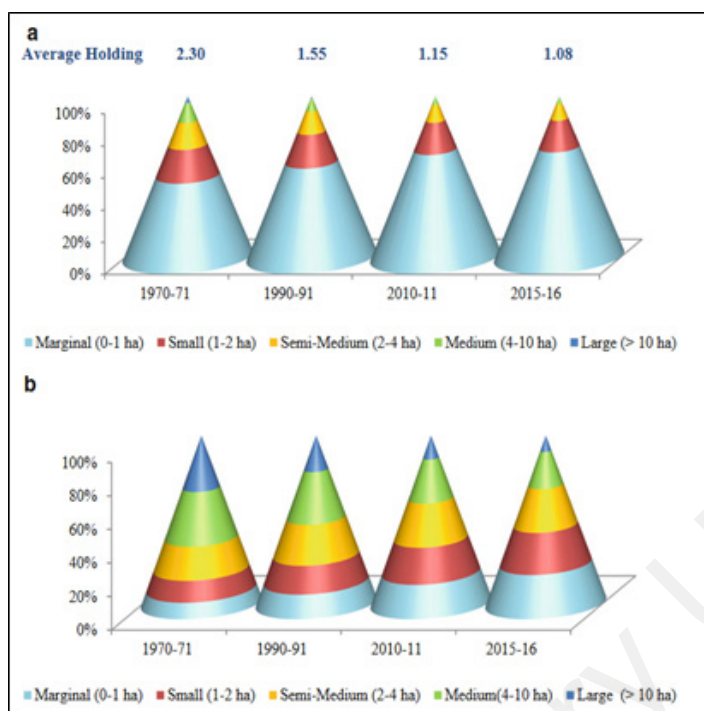 a
Average Holding 2.30 1.55 1.15 1.08
100%
80%
60%
40%
20%
0%
1970-71 1990-91 2010-11 2015-16
Marginal (0-1 ha) Small (1-2 ha) Semi-Medium (2-4 ha) Medium (4-10 ha) Large (> 10 ha)
b
100%
80%
60%
40%
20%
0%
1970-71 1990-91 2010-11 2015-16
Marginal (0-1 ha) Small (1-2 ha) Semi-Medium (2-4 ha) Medium(4-10 ha) Large (> 10 ha)